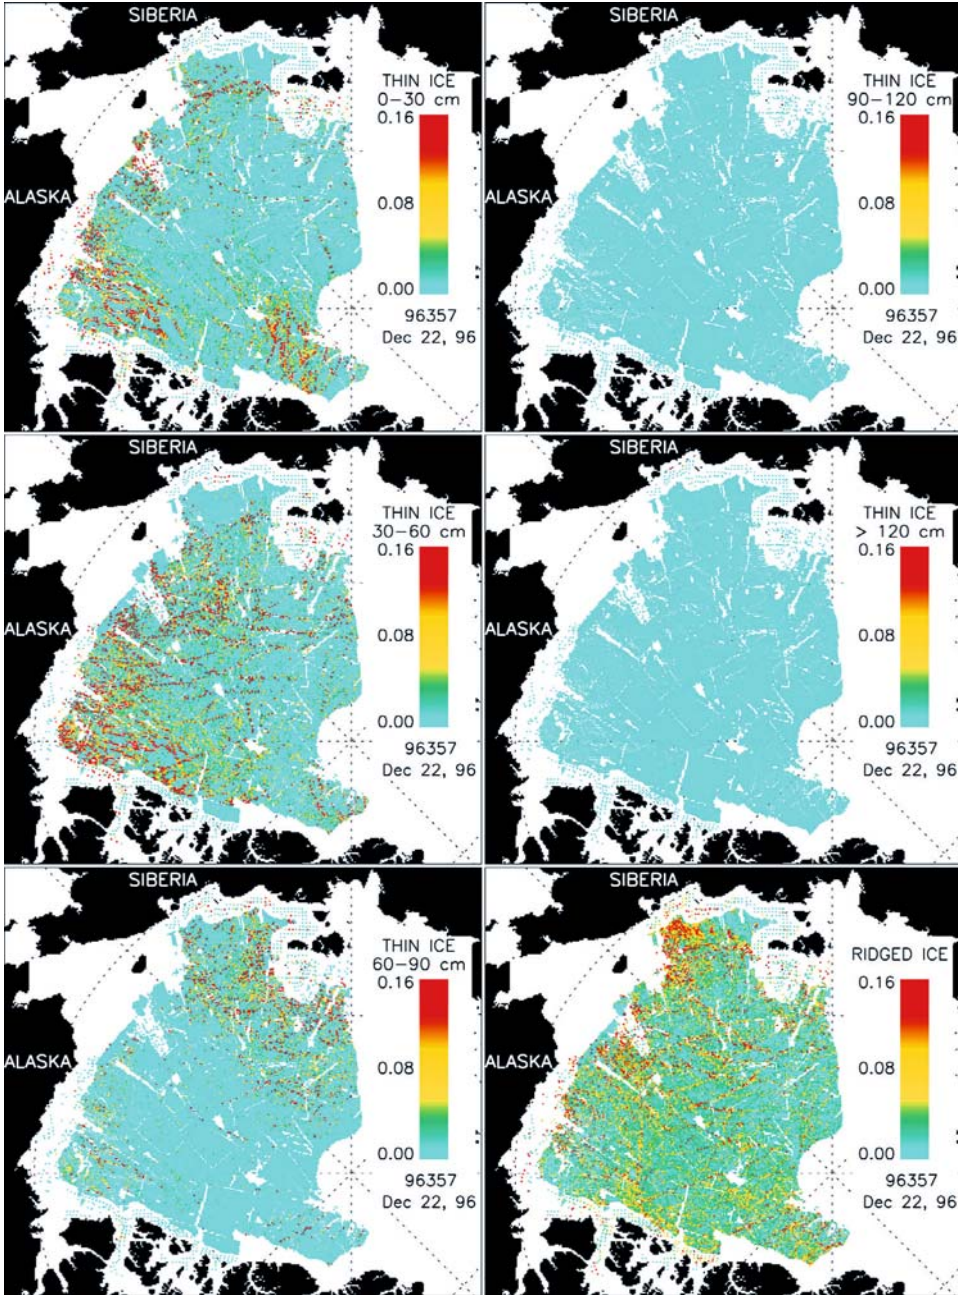 SIBERIA
THIN ICE
0–30 cm
0.16
ALASKA
0.08
0.00
96357
Dec 22, 96
SIBERIA
THIN ICE
90–120 cm
0.16
ALASKA
0.08
0.00
96357
Dec 22, 96
SIBERIA
THIN ICE
30–60 cm
0.16
ALASKA
0.08
0.00
96357
Dec 22, 96
SIBERIA
THIN ICE
> 120 cm
0.16
ALASKA
0.08
0.00
96357
Dec 22, 96
SIBERIA
THIN ICE
60–90 cm
0.16
ALASKA
0.08
0.00
96357
Dec 22, 96
SIBERIA
RIDGED ICE
0.16
ALASKA
0.08
0.00
96357
Dec 22, 96